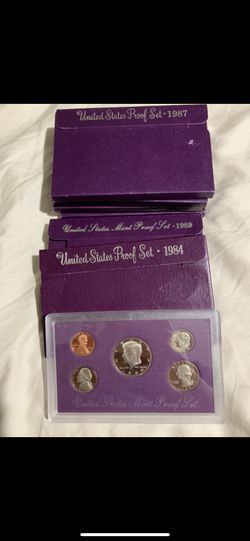 United States Proof Set · 1987
United States Mint Proof Set · 1989
United States Proof Set · 1984
United States Mint Proof Set